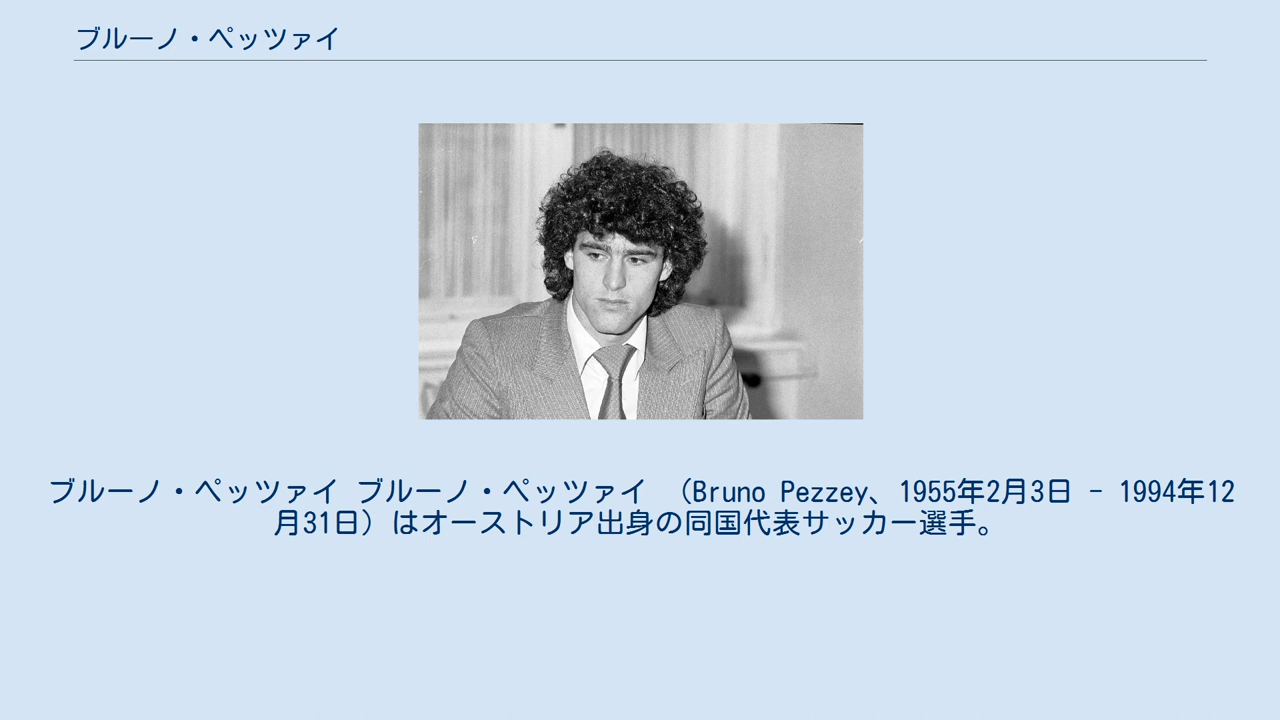 ブルーノ・ペッツァイ
ブルーノ・ペッツァイ ブルーノ・ペッツァイ （Bruno Pezzey、1955年2月3日 - 1994年12
月31日）はオーストリア出身の同国代表サッカー選手。